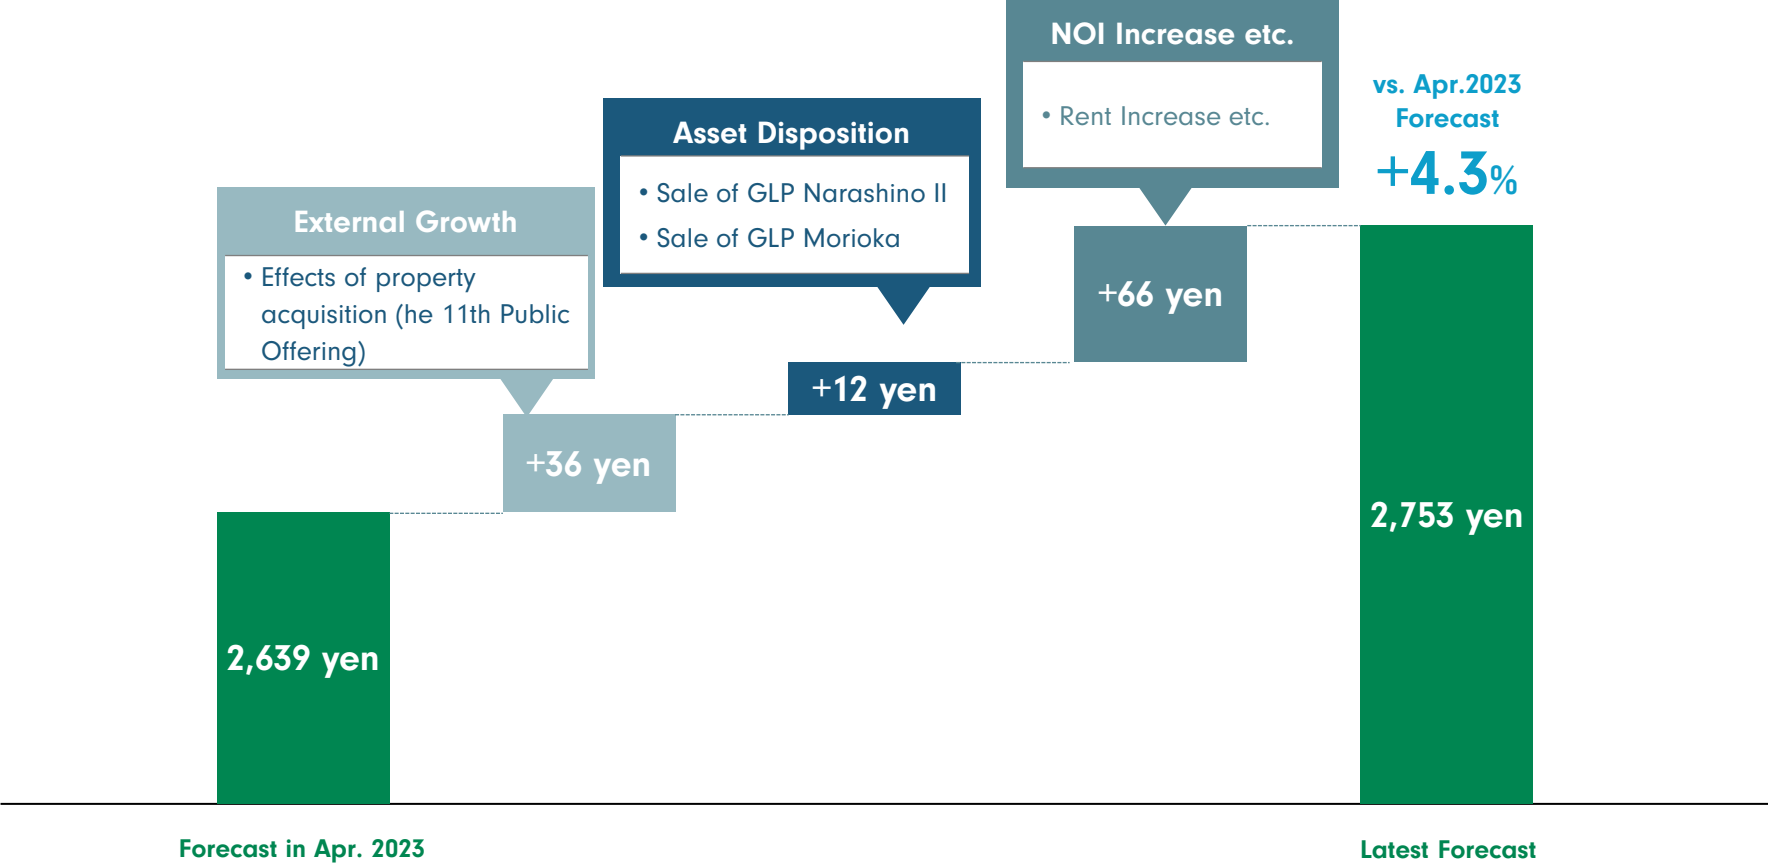 NOI Increase etc.
• Rent Increase etc.
vs. Apr.2023
Forecast
+4.3%
Asset Disposition
• Sale of GLP Narashino II
• Sale of GLP Morioka
External Growth
• Effects of property
acquisition (he 11th Public
Offering)
+66 yen
+12 yen
+36 yen
2,753 yen
2,639 yen
Forecast in Apr. 2023
Latest Forecast